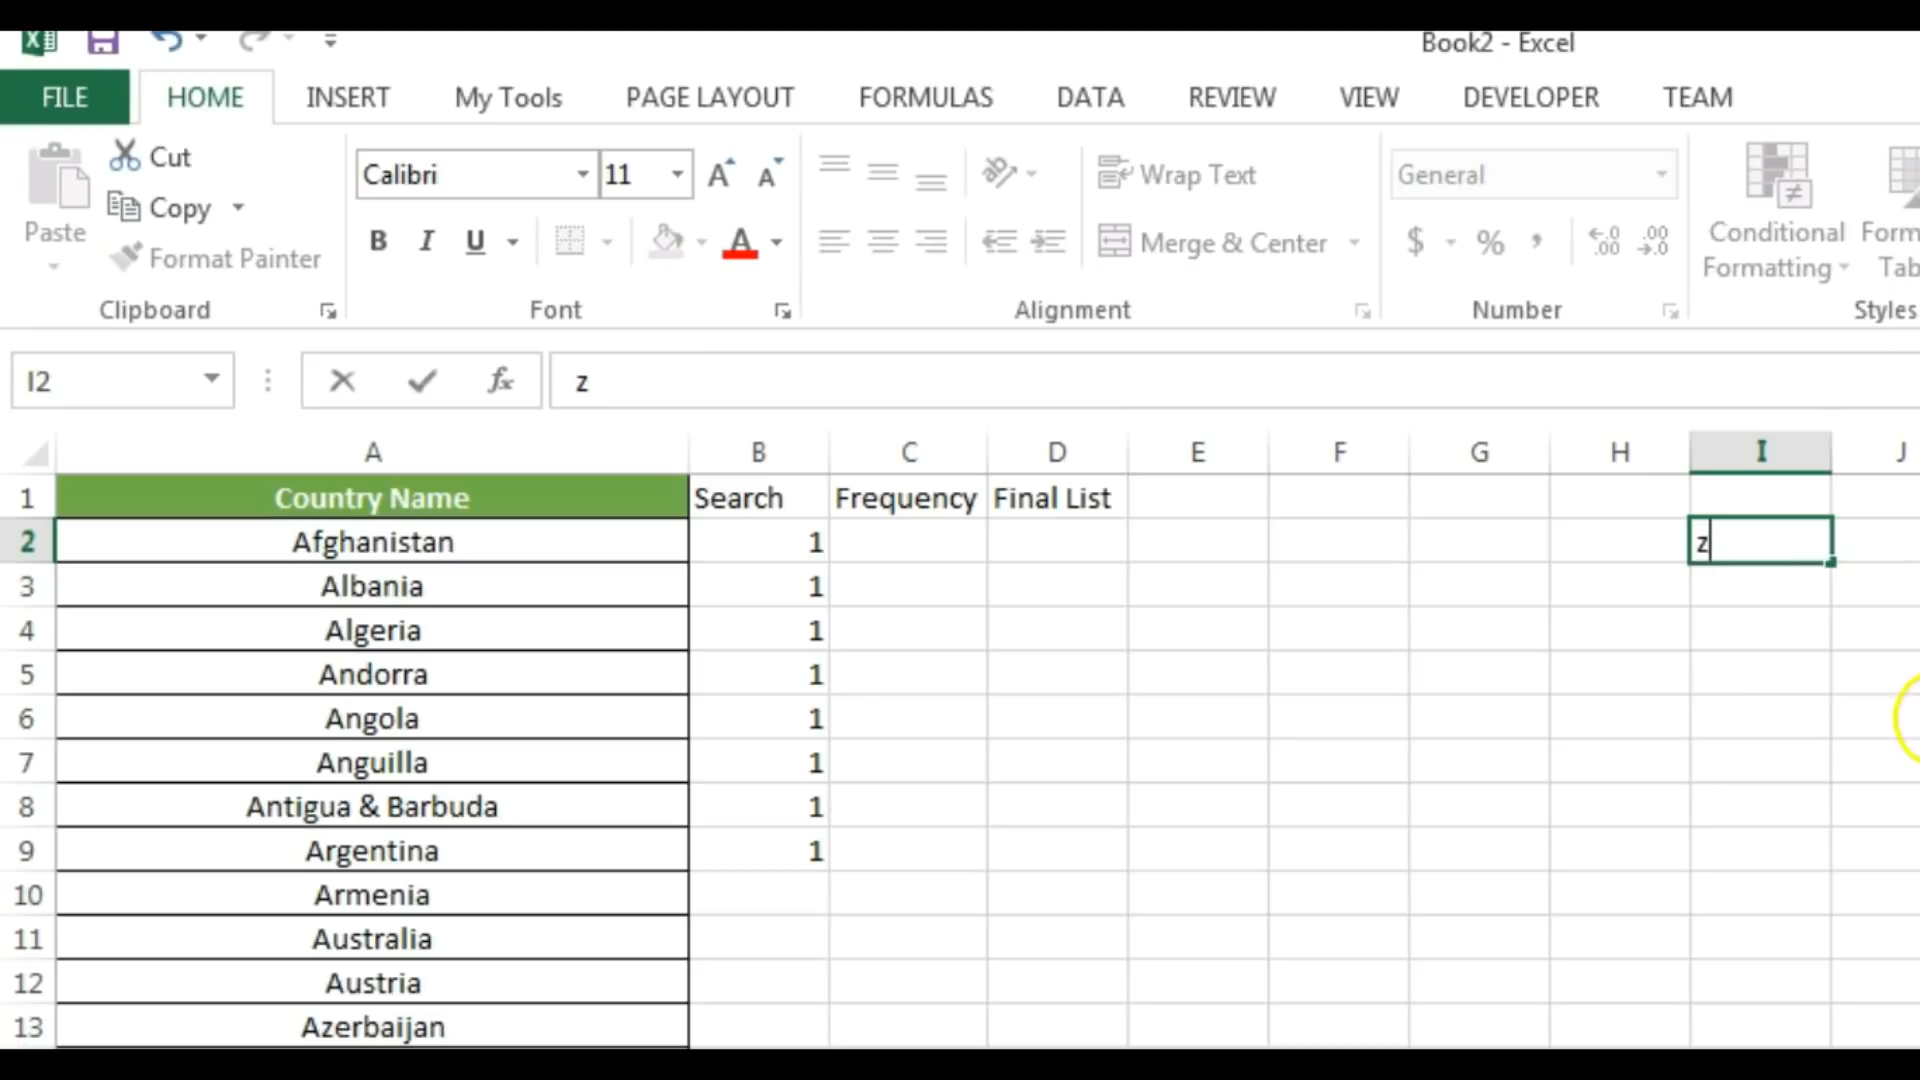 Book2 - Excel
FILE HOME INSERT My Tools PAGE LAYOUT FORMULAS DATA REVIEW VIEW DEVELOPER TEAM
Paste
Cut
Copy
Format Painter
Clipboard
Calibri 11
B I U A
Font
Wrap Text
Merge & Center
Alignment
General
$ % ,
Number
Conditional
Formatting
Form
Tab
Styles
I2 fx z
A B C D E F G H I J
1 Country Name Search Frequency Final List
2 Afghanistan 1 z
3 Albania 1
4 Algeria 1
5 Andorra 1
6 Angola 1
7 Anguilla 1
8 Antigua & Barbuda 1
9 Argentina 1
10 Armenia
11 Australia
12 Austria
13 Azerbaijan